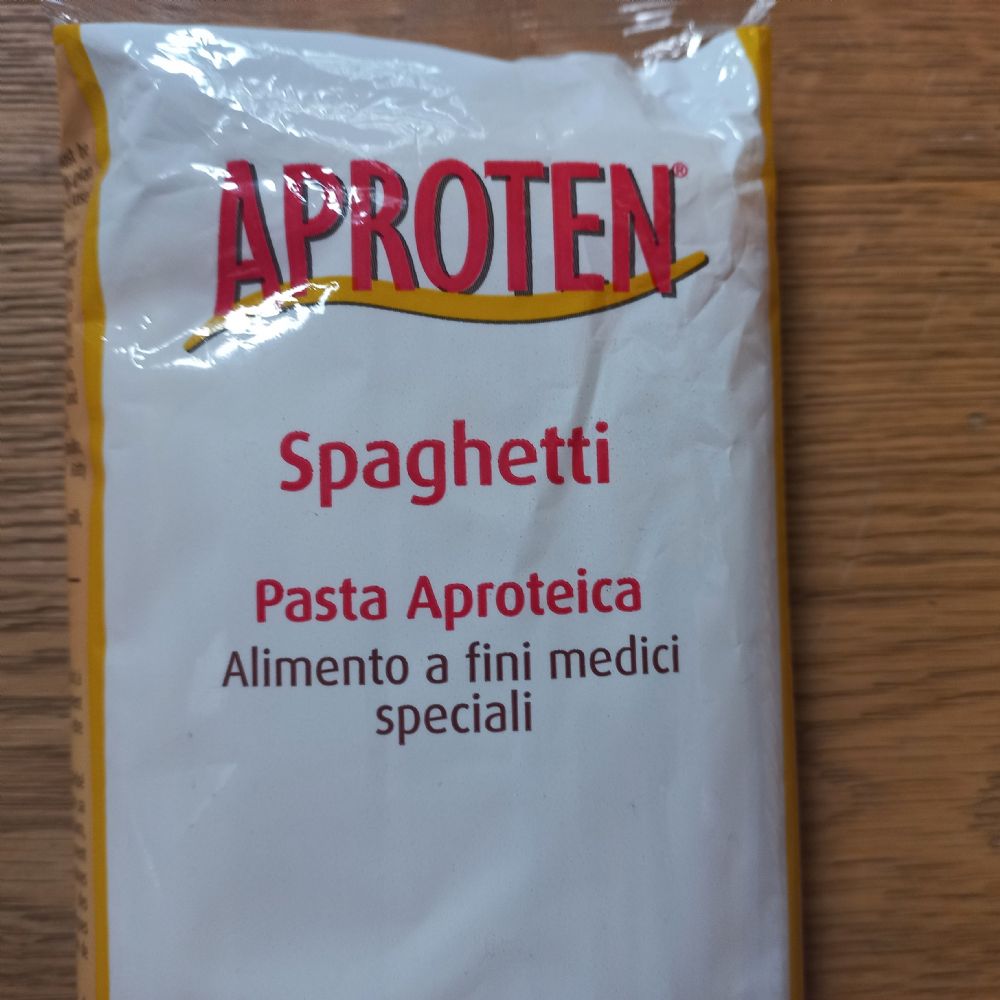 APROTEN®
Spaghetti
Pasta Aproteica
Alimento a fini medici
speciali